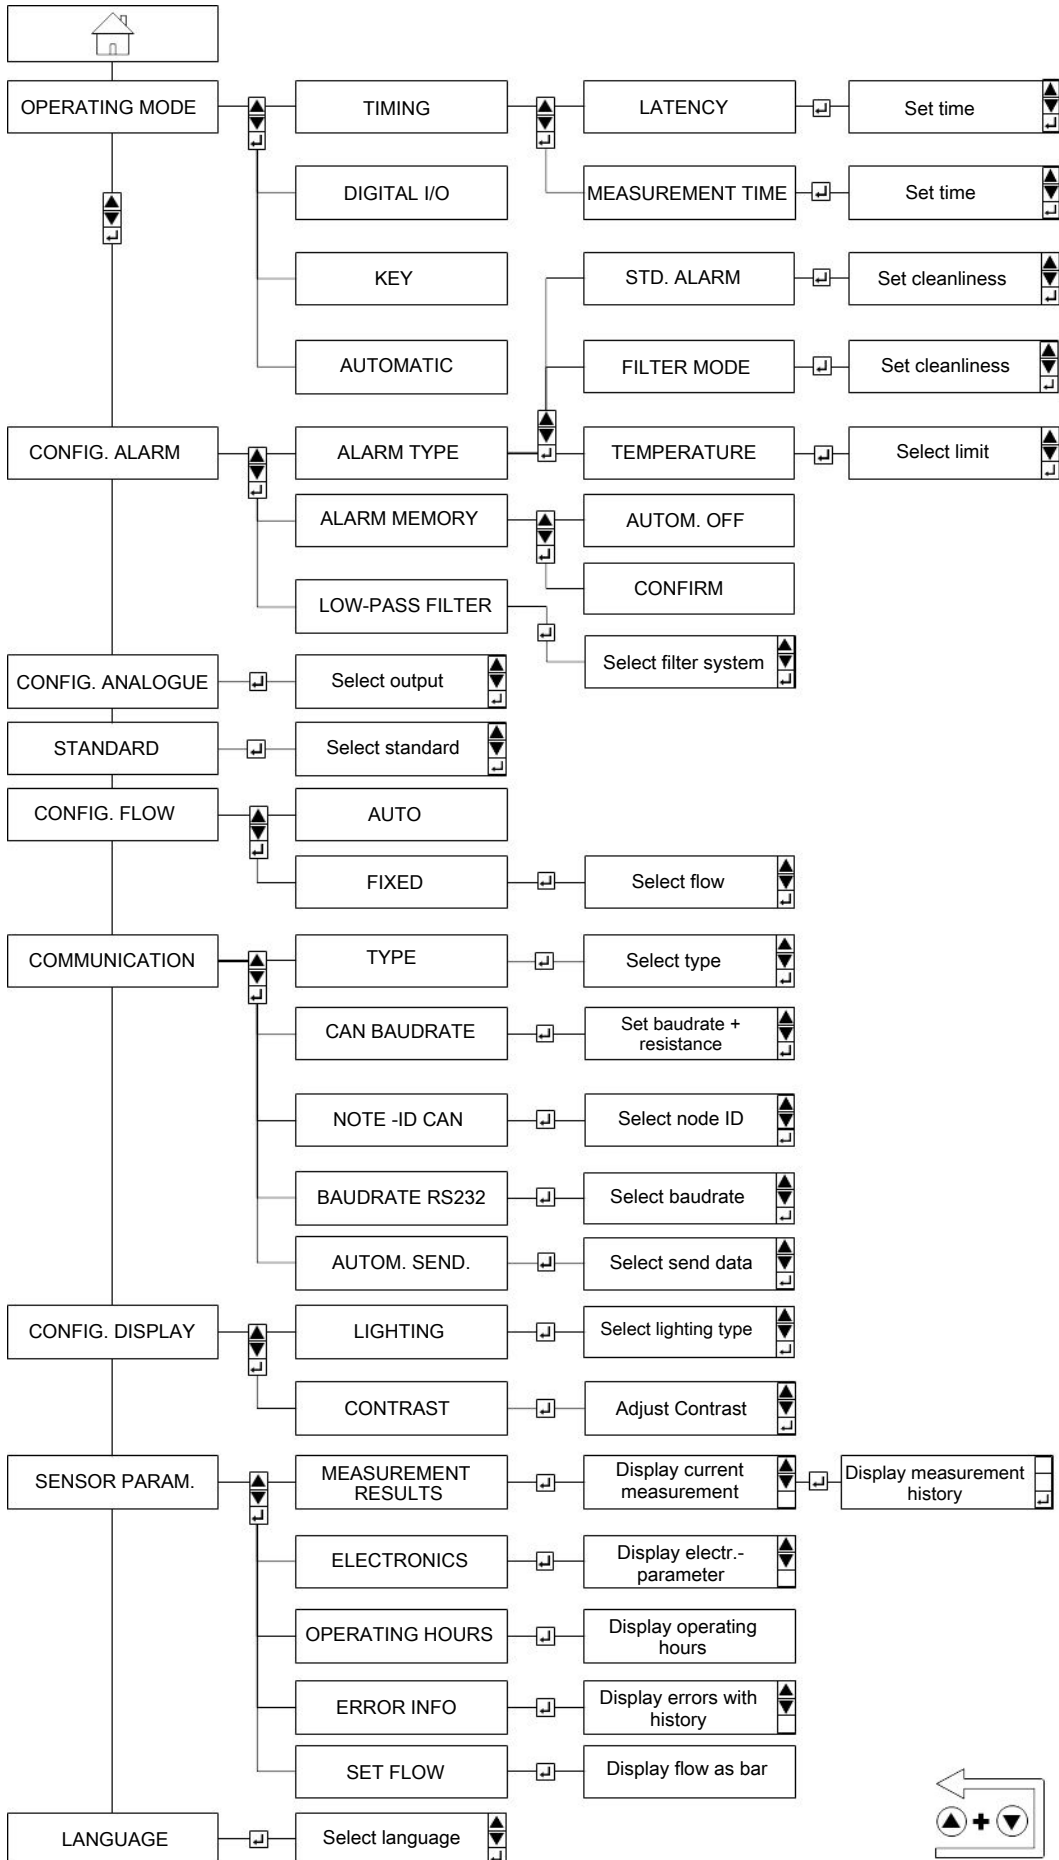 OPERATING MODE
TIMING
LATENCY
Set time
DIGITAL I/O
MEASUREMENT TIME
Set time
KEY
STD. ALARM
Set cleanliness
AUTOMATIC
FILTER MODE
Set cleanliness
CONFIG. ALARM
ALARM TYPE
TEMPERATURE
Select limit
ALARM MEMORY
AUTOM. OFF
CONFIRM
LOW-PASS FILTER
Select filter system
CONFIG. ANALOGUE
Select output
STANDARD
Select standard
CONFIG. FLOW
AUTO
FIXED
Select flow
COMMUNICATION
TYPE
Select type
CAN BAUDRATE
Set baudrate +
resistance
NOTE -ID CAN
Select node ID
BAUDRATE RS232
Select baudrate
AUTOM. SEND.
Select send data
CONFIG. DISPLAY
LIGHTING
Select lighting type
CONTRAST
Adjust Contrast
SENSOR PARAM.
MEASUREMENT
RESULTS
Display current
measurement
Display measurement
history
ELECTRONICS
Display electr.-
parameter
OPERATING HOURS
Display operating
hours
ERROR INFO
Display errors with
history
SET FLOW
Display flow as bar
LANGUAGE
Select language
+